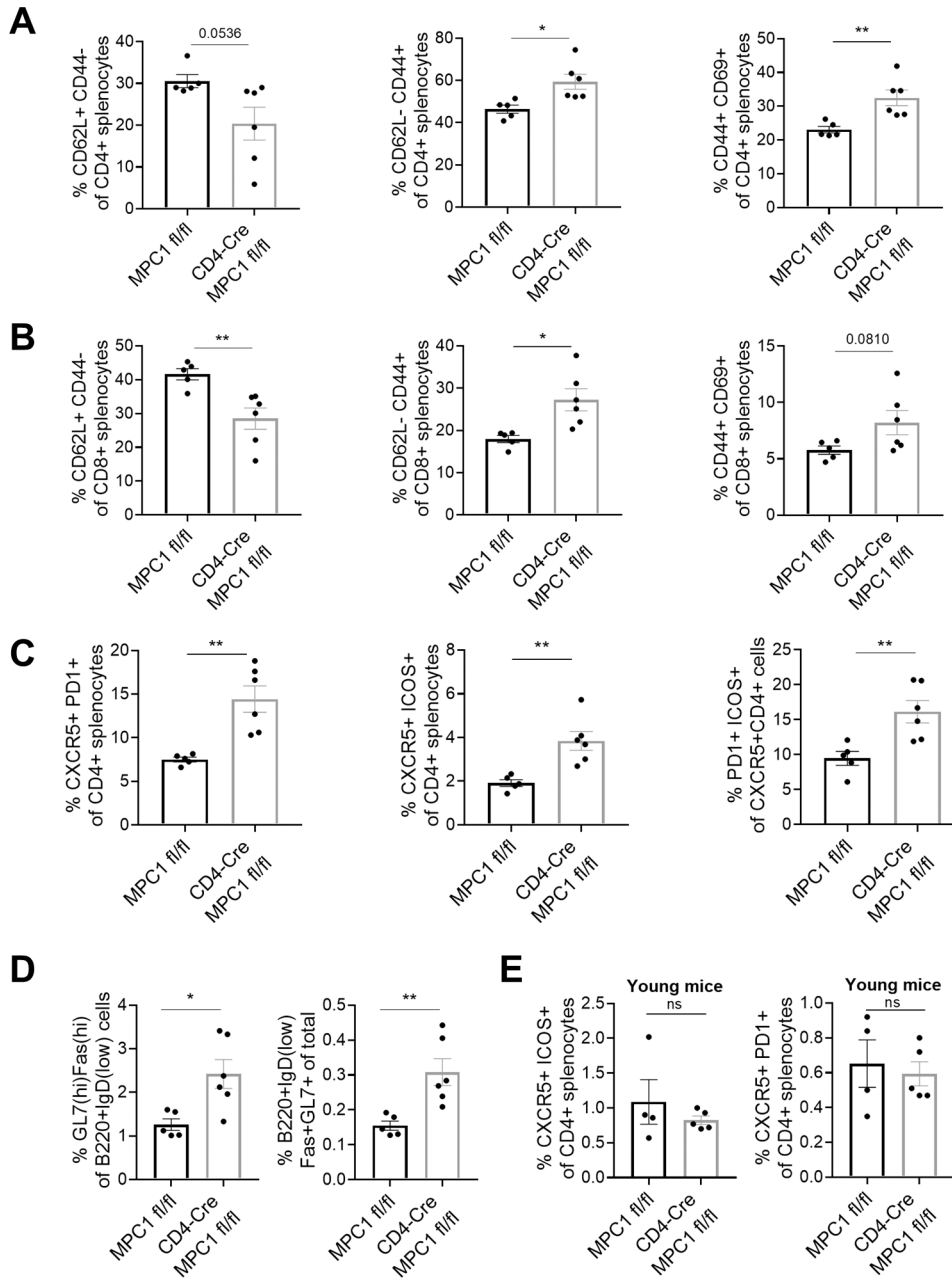 A
% CD62L+ CD44-
of CD4+ splenocytes
40
30
20
10
0
0.0536
MPC1 fl/fl
CD4-Cre
MPC1 fl/fl
% CD62L- CD44+
of CD4+ splenocytes
80
60
40
20
0
*
MPC1 fl/fl
CD4-Cre
MPC1 fl/fl
% CD44+ CD69+
of CD4+ splenocytes
50
40
30
20
10
0
**
MPC1 fl/fl
CD4-Cre
MPC1 fl/fl
B
% CD62L+ CD44-
of CD8+ splenocytes
50
40
30
20
10
0
**
MPC1 fl/fl
CD4-Cre
MPC1 fl/fl
% CD62L- CD44+
of CD8+ splenocytes
40
30
20
10
0
*
MPC1 fl/fl
CD4-Cre
MPC1 fl/fl
% CD44+ CD69+
of CD8+ splenocytes
15
10
5
0
0.0810
MPC1 fl/fl
CD4-Cre
MPC1 fl/fl
C
% CXCR5+ PD1+
of CD4+ splenocytes
20
15
10
5
0
**
MPC1 fl/fl
CD4-Cre
MPC1 fl/fl
% CXCR5+ ICOS+
of CD4+ splenocytes
8
6
4
2
0
**
MPC1 fl/fl
CD4-Cre
MPC1 fl/fl
% PD1+ ICOS+
of CXCR5+CD4+ cells
25
20
15
10
5
0
**
MPC1 fl/fl
CD4-Cre
MPC1 fl/fl
D
% GL7(hi)Fas(hi)
of B220+IgD(low) cells
4
3
2
1
0
*
MPC1 fl/fl
CD4-Cre
MPC1 fl/fl
% B220+IgD(low)
Fas+GL7+ of total
0.5
0.4
0.3
0.2
0.1
0.0
**
MPC1 fl/fl
CD4-Cre
MPC1 fl/fl
E
Young mice
% CXCR5+ ICOS+
of CD4+ splenocytes
2.5
2.0
1.5
1.0
0.5
0.0
ns
MPC1 fl/fl
CD4-Cre
MPC1 fl/fl
Young mice
% CXCR5+ PD1+
of CD4+ splenocytes
1.0
0.8
0.6
0.4
0.2
0.0
ns
MPC1 fl/fl
CD4-Cre
MPC1 fl/fl